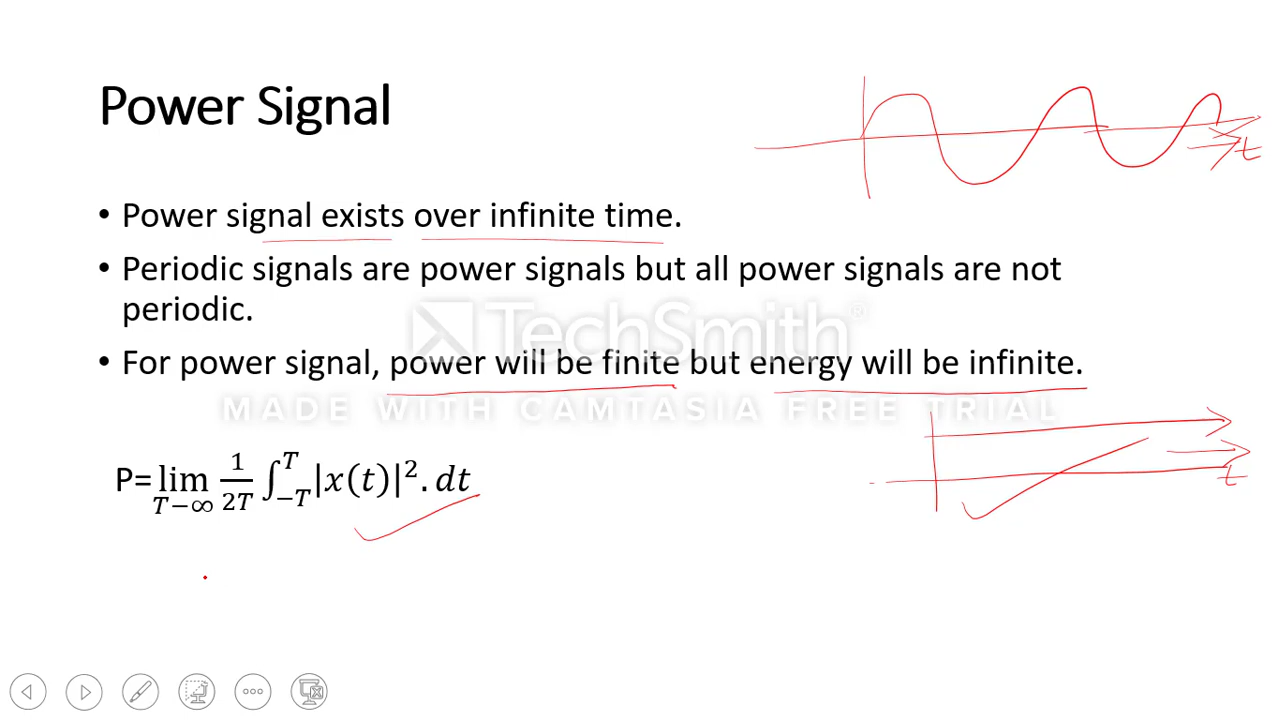 Power Signal
t
• Power signal exists over infinite time.
• Periodic signals are power signals but all power signals are not
periodic.
TechSmith®
• For power signal, power will be finite but energy will be infinite.
MADE WITH CAMTASIA FREE TRIAL
P=lim T−∞ 1/2T ∫_{−T}^{T} |x(t)|². dt
t